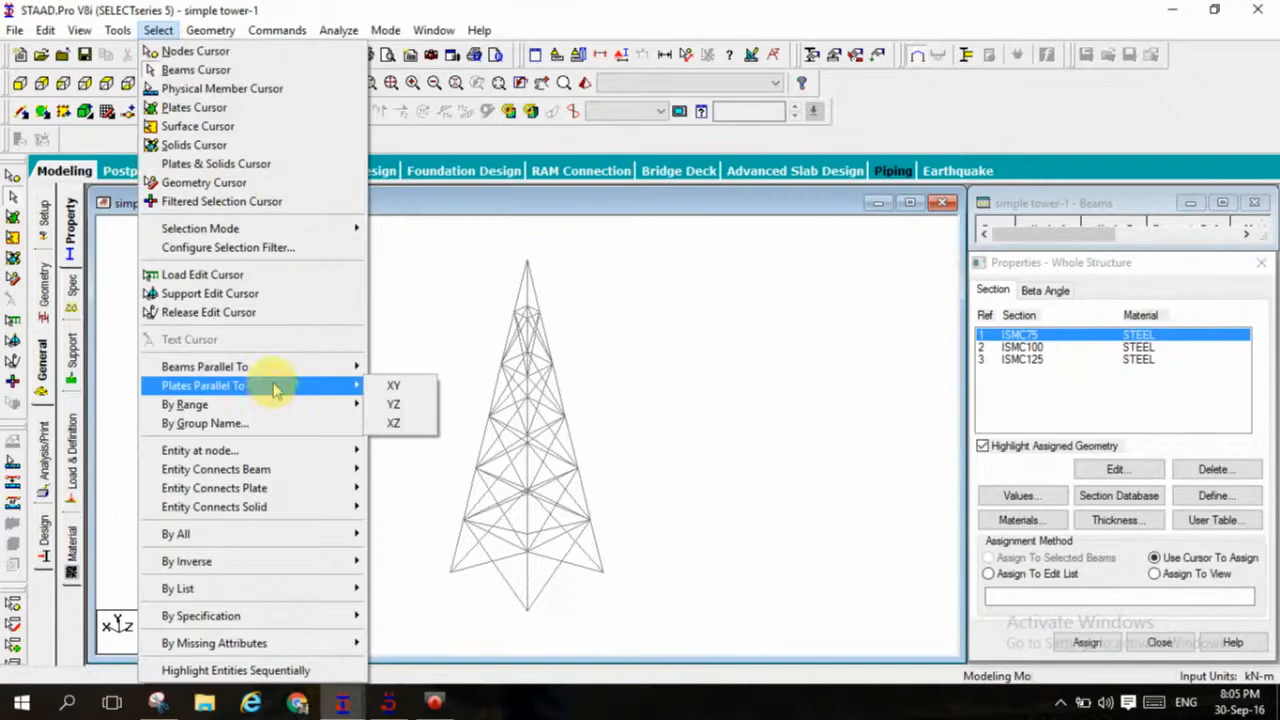 STAAD.Pro V8i (SELECTseries 5) - simple tower-1
File Edit View Tools Select Geometry Commands Analyze Mode Window Help
Nodes Cursor
Beams Cursor
Physical Member Cursor
Plates Cursor
Surface Cursor
Solids Cursor
Plates & Solids Cursor
Geometry Cursor
Filtered Selection Cursor
Selection Mode
Configure Selection Filter...
Load Edit Cursor
Support Edit Cursor
Release Edit Cursor
Text Cursor
Beams Parallel To
Plates Parallel To
By Range
By Group Name...
Entity at node...
Entity Connects Beam
Entity Connects Plate
Entity Connects Solid
By All
By Inverse
By List
By Specification
By Missing Attributes
Highlight Entities Sequentially
XY
YZ
XZ
Modeling Postp esign Foundation Design RAM Connection Bridge Deck Advanced Slab Design Piping Earthquake
Setup
Geometry
General
Analysis/Print
Design
Property
Spec
Support
Load & Definition
Material
simp
Y
X Z
simple tower-1 - Beams
Properties - Whole Structure
Section Beta Angle
Ref Section Material
1 ISMC75 STEEL
2 ISMC100 STEEL
3 ISMC125 STEEL
Highlight Assigned Geometry
Edit... Delete...
Values... Section Database Define...
Materials... Thickness... User Table...
Assignment Method
Assign To Selected Beams Use Cursor To Assign
Assign To Edit List Assign To View
Activate Windows
Assign Close Help
Modeling Mo Input Units: kN-m
ENG 8:05 PM
30-Sep-16